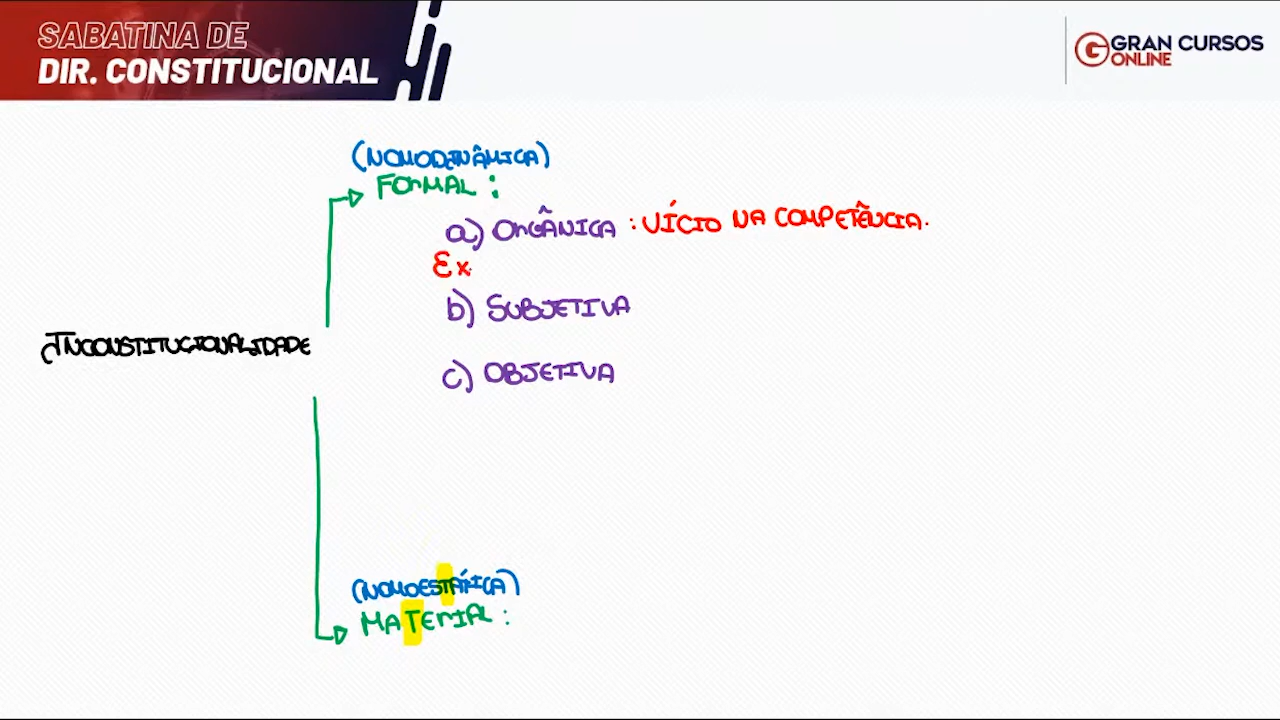 SABATINA DE
DIR. CONSTITUCIONAL
GRAN CURSOS
ONLINE
(NOMODINÂMICA)
FORMAL :
a) ORGÂNICA : VÍCIO NA COMPETÊNCIA.
Ex.
b) SUBJETIVA
INCONSTITUCIONALIDADE
c) OBJETIVA
(NOMOESTÁTICA)
MATERIAL :